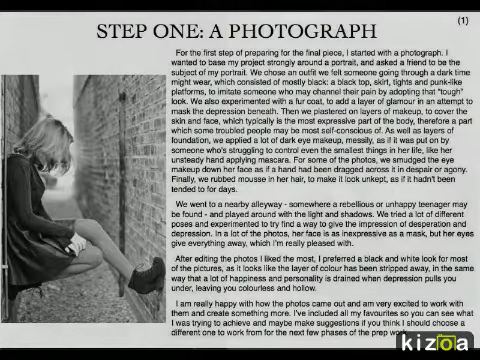 (1)
STEP ONE: A PHOTOGRAPH
For the first step of preparing for the final piece, I started with a photograph. I
wanted to base my project strongly around a portrait, and asked a friend to be the
subject of my portrait. We chose an outfit we felt someone going through a dark time
might wear, which consisted of mostly black: a black top, skirt, tights and punk-like
platforms, to imitate someone who may channel their pain by adopting that "tough"
look. We also experimented with a fur coat, to add a layer of glamour in an attempt to
mask the depression beneath. Then we plastered on layers of makeup, to cover the
skin and face, which typically is the most expressive part of the body, therefore a part
which some troubled people may be most self-conscious of. As well as layers of
foundation, we applied a lot of dark eye makeup, messily, as if it was put on by
someone who's struggling to control even the smallest things in her life, like her
unsteady hand applying mascara. For some of the photos, we smudged the eye
makeup down her face as if a hand had been dragged across it in despair or agony.
Finally, we rubbed mousse in her hair, to make it look unkept, as if it hadn't been
tended to for days.
We went to a nearby alleyway - somewhere a rebellious or unhappy teenager may
be found - and played around with the light and shadows. We tried a lot of different
poses and experimented to try find a way to give the impression of desperation and
depression. In a lot of the photos, her face is as inexpressive as a mask, but her eyes
give everything away, which I'm really pleased with.
After editing the photos I liked the most, I preferred a black and white look for most
of the pictures, as it looks like the layer of colour has been stripped away, in the same
way that a lot of happiness and personality is drained when depression pulls you
under, leaving you colourless and hollow.
I am really happy with how the photos came out and am very excited to work with
them and create something more. I've included all my favourites so you can see what
I was trying to achieve and maybe make suggestions if you think I should choose a
different one to work from for the next few phases of the prep work.
kizoa